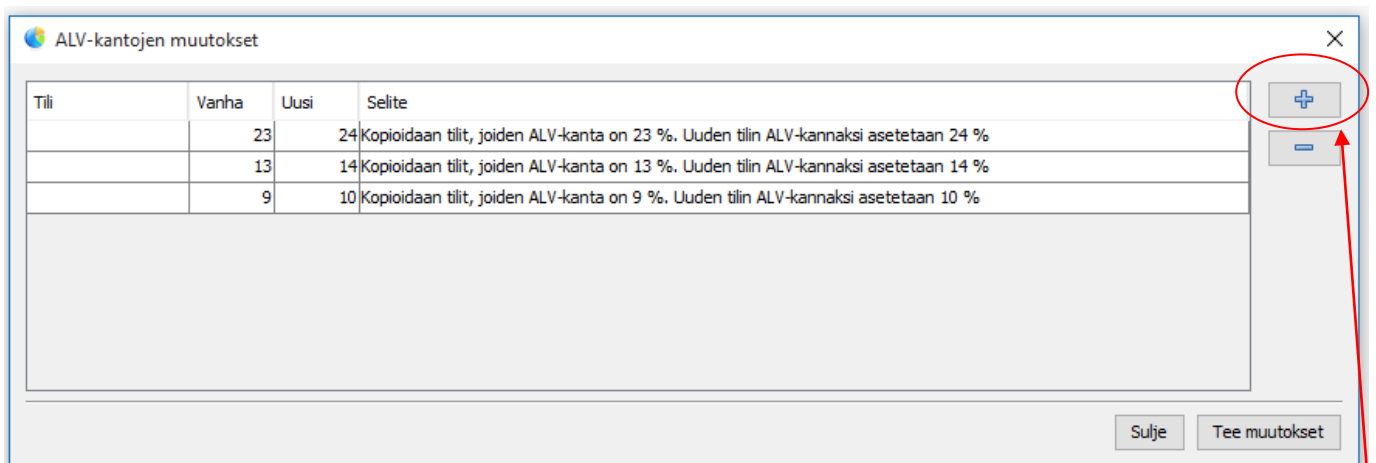 ALV-kantojen muutokset
Tili Vanha Uusi Selite
23 24 Kopioidaan tilit, joiden ALV-kanta on 23 %. Uuden tilin ALV-kannaksi asetetaan 24 %
13 14 Kopioidaan tilit, joiden ALV-kanta on 13 %. Uuden tilin ALV-kannaksi asetetaan 14 %
9 10 Kopioidaan tilit, joiden ALV-kanta on 9 %. Uuden tilin ALV-kannaksi asetetaan 10 %
Sulje Tee muutokset